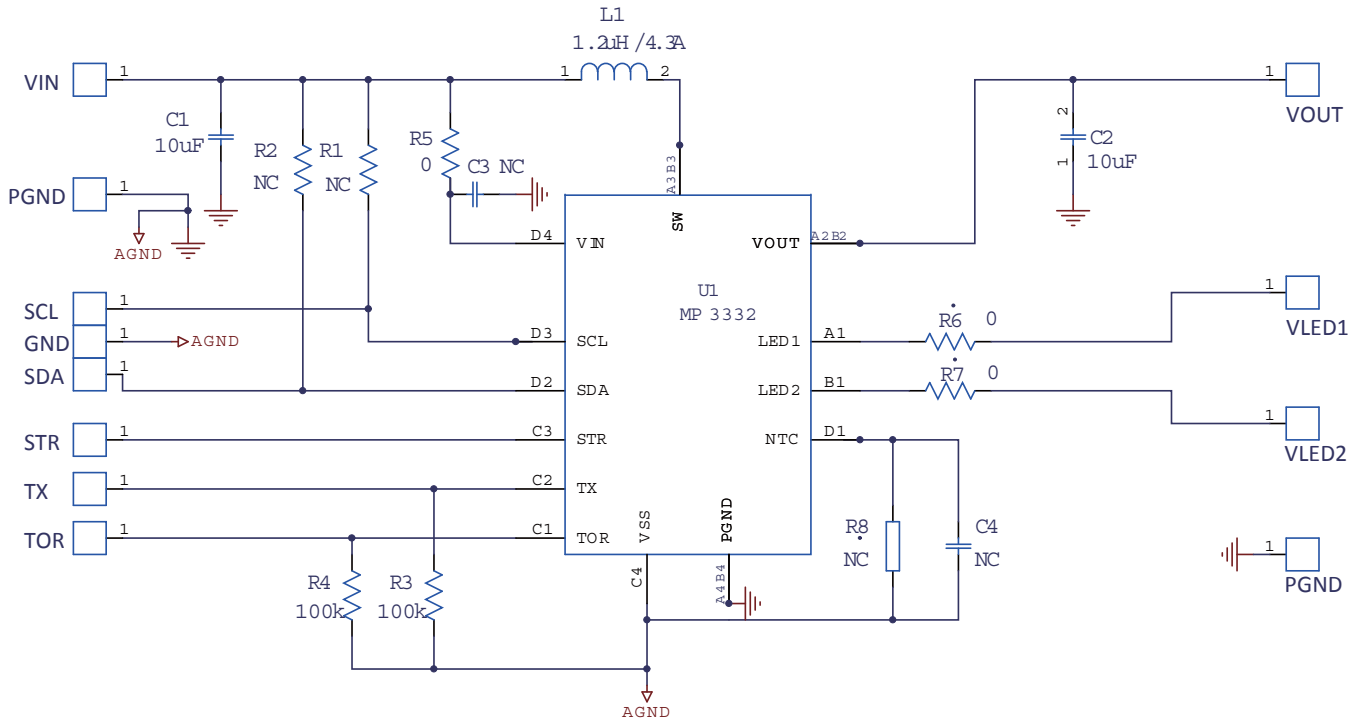 L1
1.2uH /4.3A
VIN
1
1
2
1
VOUT
C1
10uF
R2
NC
R1
NC
R5
0
C3 NC
2
1
C2
10uF
PGND
1
AGND
A3B3
SW
D4
VIN
VOUT
A2B2
U1
MP 3332
SCL
1
GND
1
AGND
SDA
1
D3
SCL
D2
SDA
LED1
A1
R6
0
1
VLED1
LED2
B1
R7
0
1
VLED2
STR
1
C3
STR
NTC
D1
TX
1
C2
TX
TOR
1
C1
TOR
VSS
PGND
C4
A4B4
R8
NC
C4
NC
1
PGND
R4
100k
R3
100k
AGND